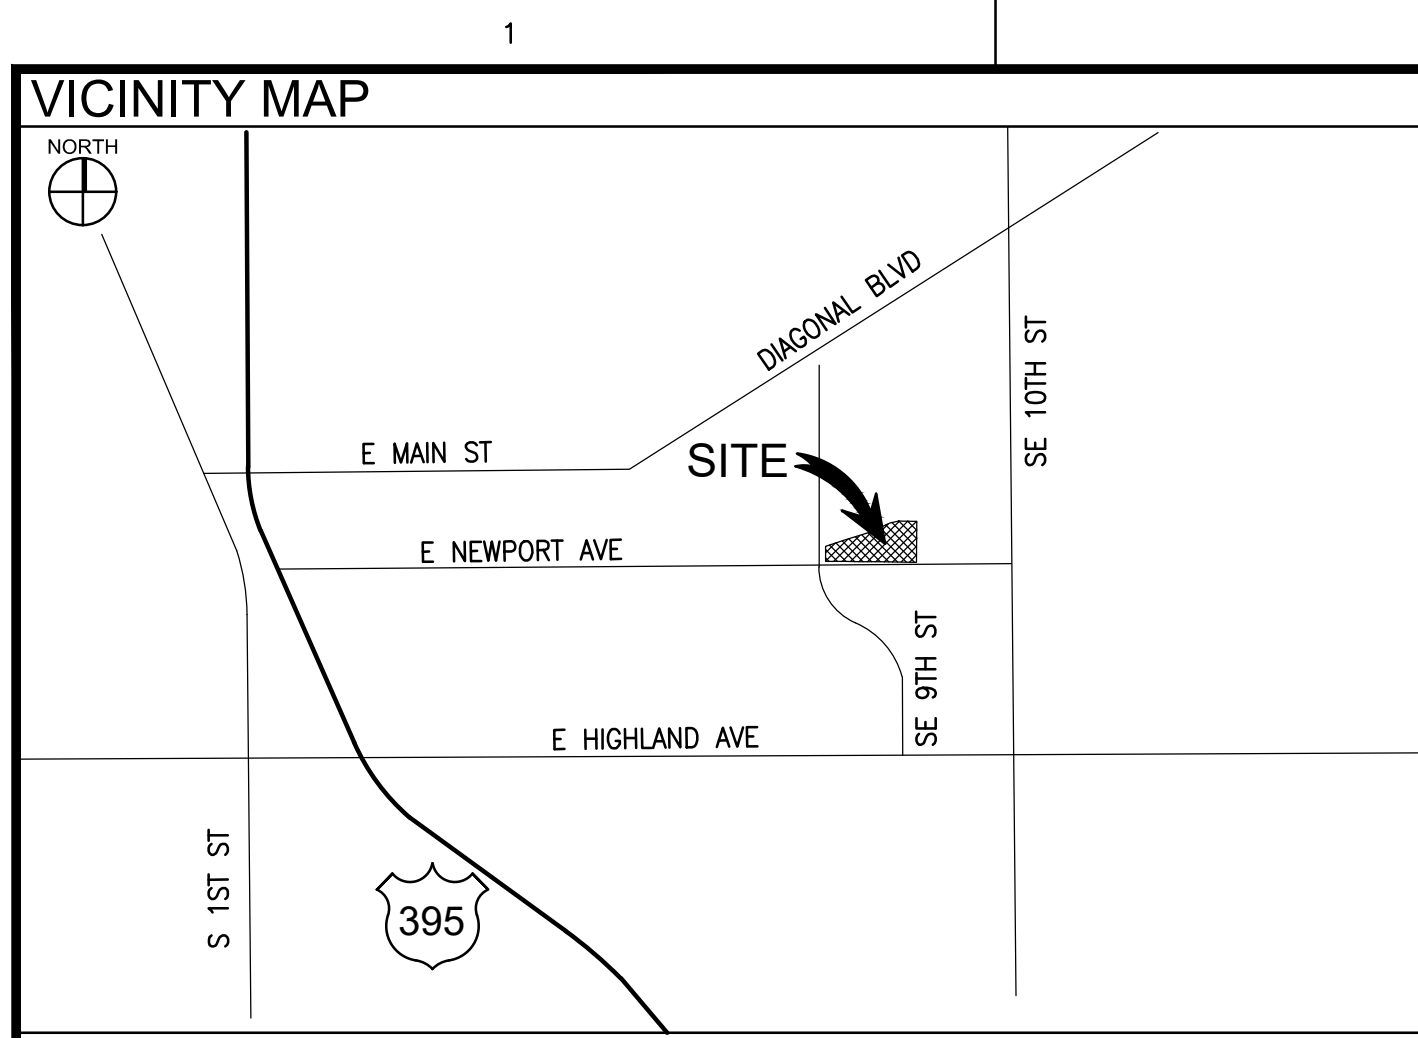 1
VICINITY MAP
NORTH
DIAGONAL BLVD
SE 10TH ST
E MAIN ST
SITE
E NEWPORT AVE
SE 9TH ST
E HIGHLAND AVE
S 1ST ST
395